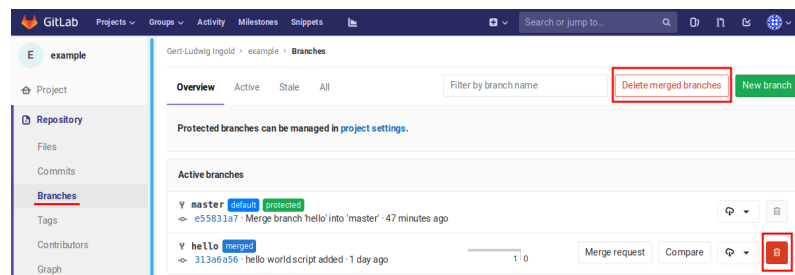 GitLab Projects Groups Activity Milestones Snippets Search or jump to...
E example
Gert-Ludwig Ingold > example > Branches
Overview Active Stale All Filter by branch name Delete merged branches New branch
Project
Repository
Protected branches can be managed in project settings.
Files
Commits
Active branches
Branches
master default protected
e55831a7 · Merge branch 'hello' into 'master' · 47 minutes ago
Tags
Contributors
hello merged
313a6a56 · hello world script added · 1 day ago
1 0 Merge request Compare
Graph